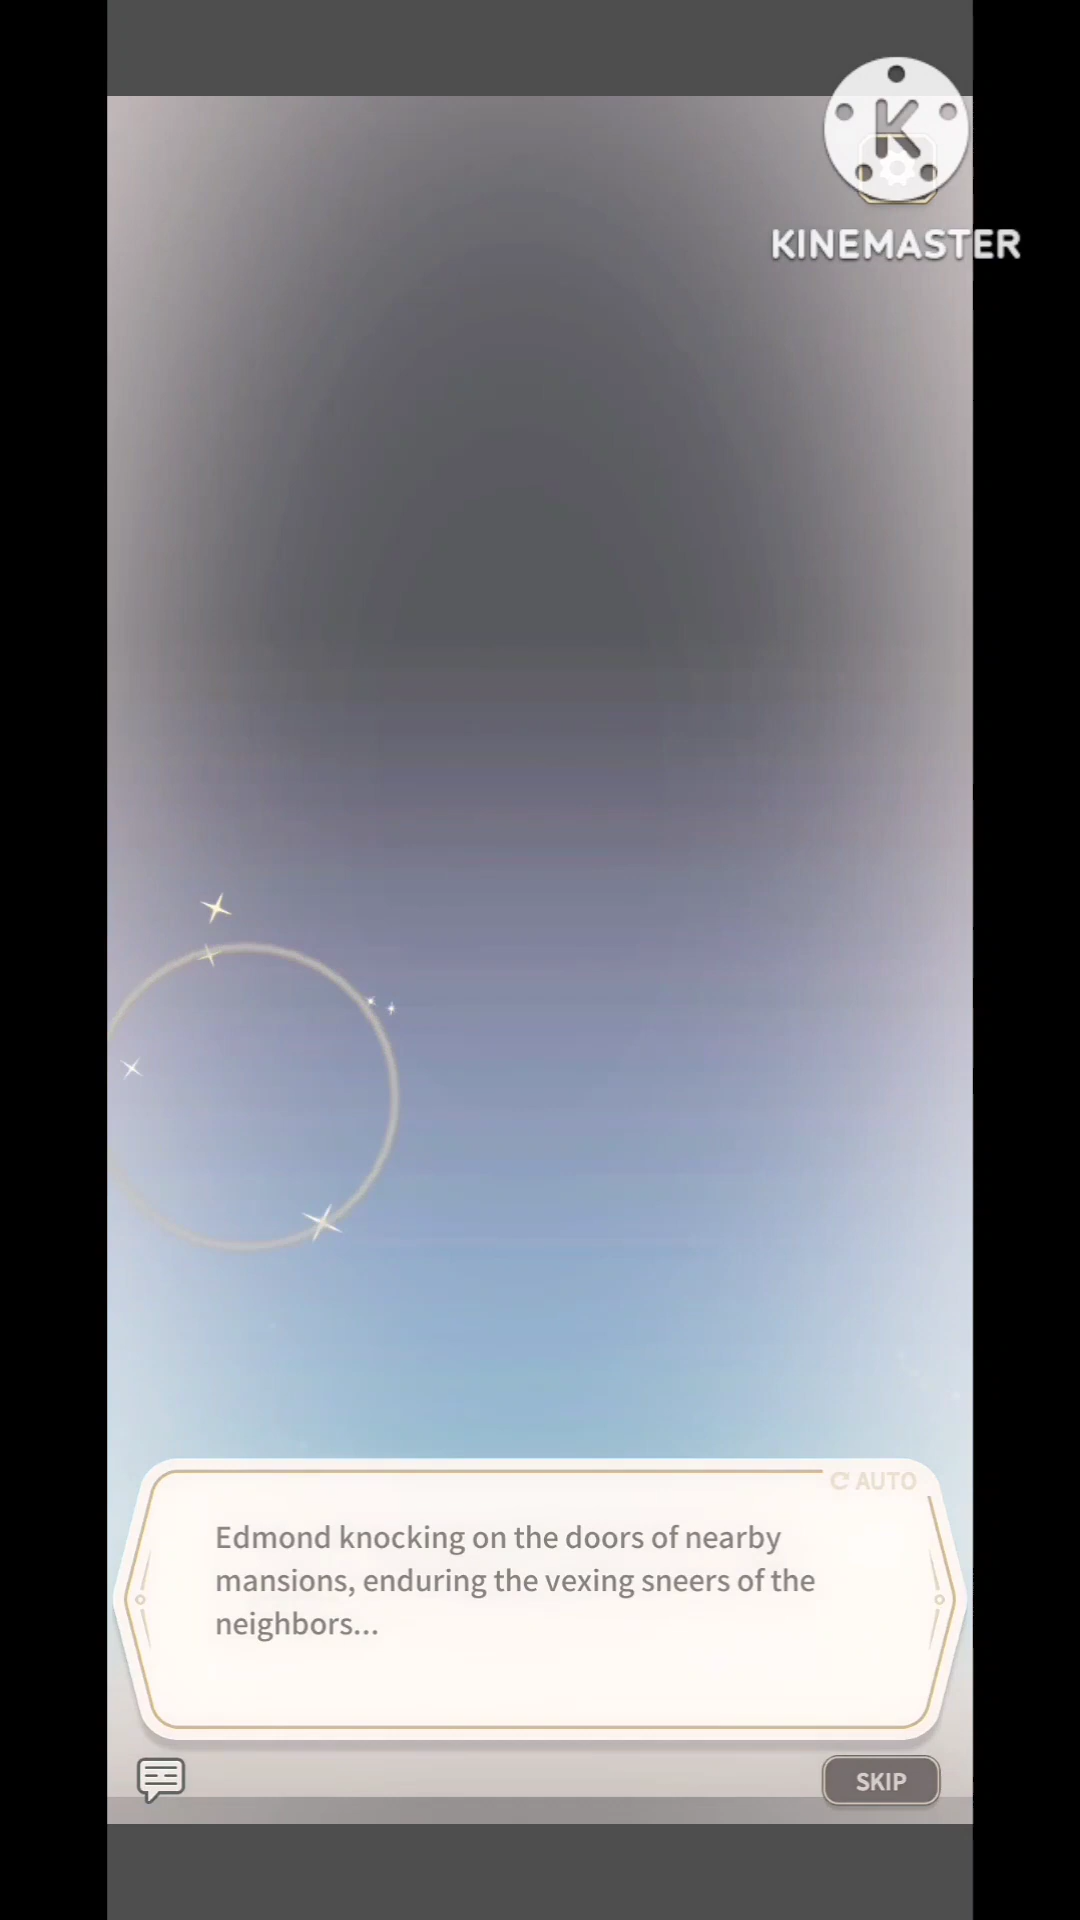 K
KINEMASTER
AUTO
Edmond knocking on the doors of nearby
mansions, enduring the vexing sneers of the
neighbors...
SKIP